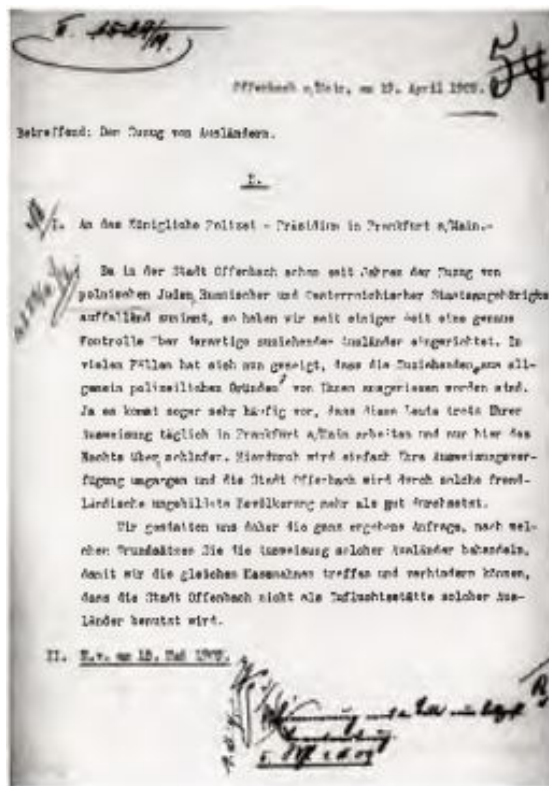 Offenbach a/Main, am 19. April 1909.
Betreffend: Der Zuzug von Ausländern.
I.
I. An das Königliche Polizei - Präsidium in Frankfurt a/Main.-
Da in der Stadt Offenbach schon seit Jahren der Zuzug von
polnischen Juden, Russischer und Oesterreichischer Staatsangehörige
auffallend zunimmt, so haben wir seit einiger Zeit eine genaue
Kontrolle über derartige zuziehender Ausländer eingerichtet. In
vielen Fällen hat sich nun gezeigt, dass die Zuziehenden aus all-
gemein polizeilichen Gründen von Ihnen ausgewiesen worden sind.
Ja es kommt sogar sehr häufig vor, dass diese Leute trotz Ihrer
Ausweisung täglich in Frankfurt a/Main arbeiten und nur hier des
Nachts über schlafen. Hierdurch wird einfach Ihre Ausweisungsver-
fügung umgangen und die Stadt Offenbach wird durch solche fremd-
ländische ungebildete Bevölkerung mehr als gut durchsetzt.
Wir gestatten uns daher die ganz ergebene Anfrage, nach wel-
chen Grundsätzen Sie die Ausweisung solcher Ausländer behandeln,
damit wir die gleichen Massnahmen treffen und verhindern können,
dass die Stadt Offenbach nicht als Zufluchtsstätte solcher Aus-
länder benutzt wird.
II. W.v. am 15. Mai 1909.